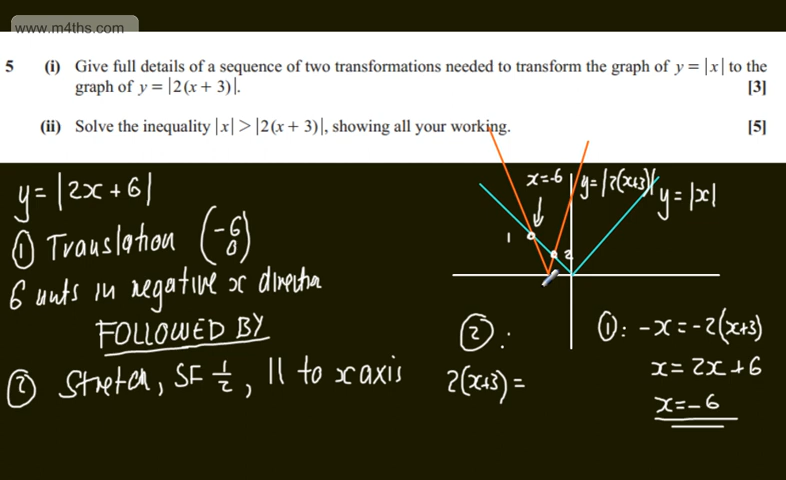 www.m4ths.com
5 (i) Give full details of a sequence of two transformations needed to transform the graph of y = |x| to the
graph of y = |2(x + 3)|. [3]
(ii) Solve the inequality |x| > |2(x + 3)|, showing all your working. [5]
y = |2x + 6|
① Translation (-6 0)
6 units in negative x direction
FOLLOWED BY
② Stretch, SF 1/2, || to x axis
x=-6
y=|2(x+3)|
y=|x|
1
2
②:
2(x+3) =
①: -x = -2(x+3)
x = 2x + 6
x = -6